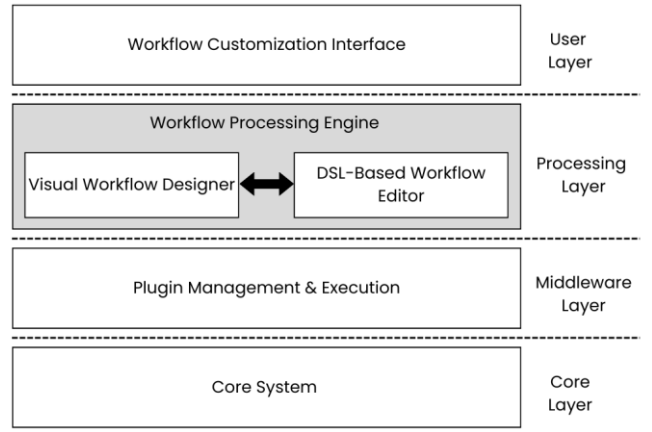 Workflow Customization Interface
User
Layer
Workflow Processing Engine
Visual Workflow Designer
DSL-Based Workflow
Editor
Processing
Layer
Plugin Management & Execution
Middleware
Layer
Core System
Core
Layer